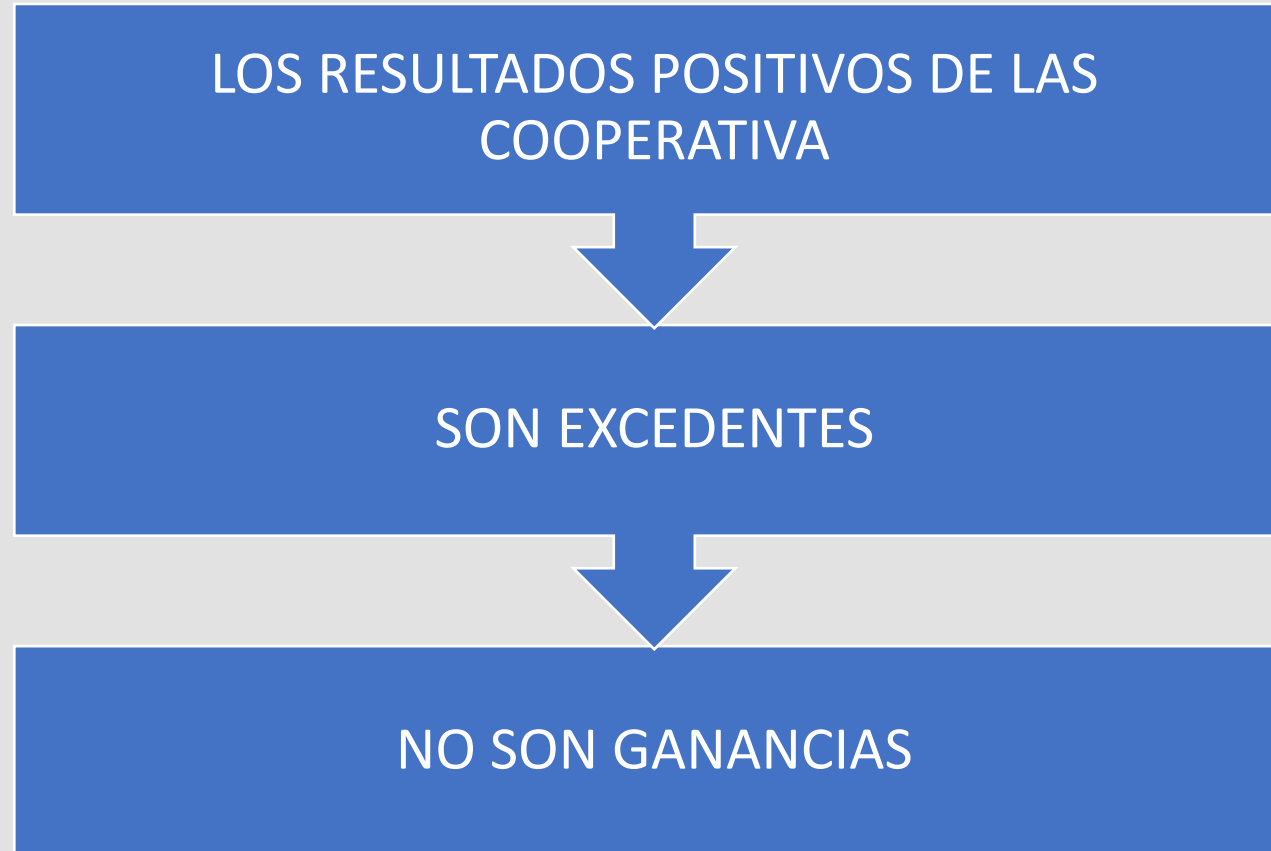 LOS RESULTADOS POSITIVOS DE LAS
COOPERATIVA
SON EXCEDENTES
NO SON GANANCIAS